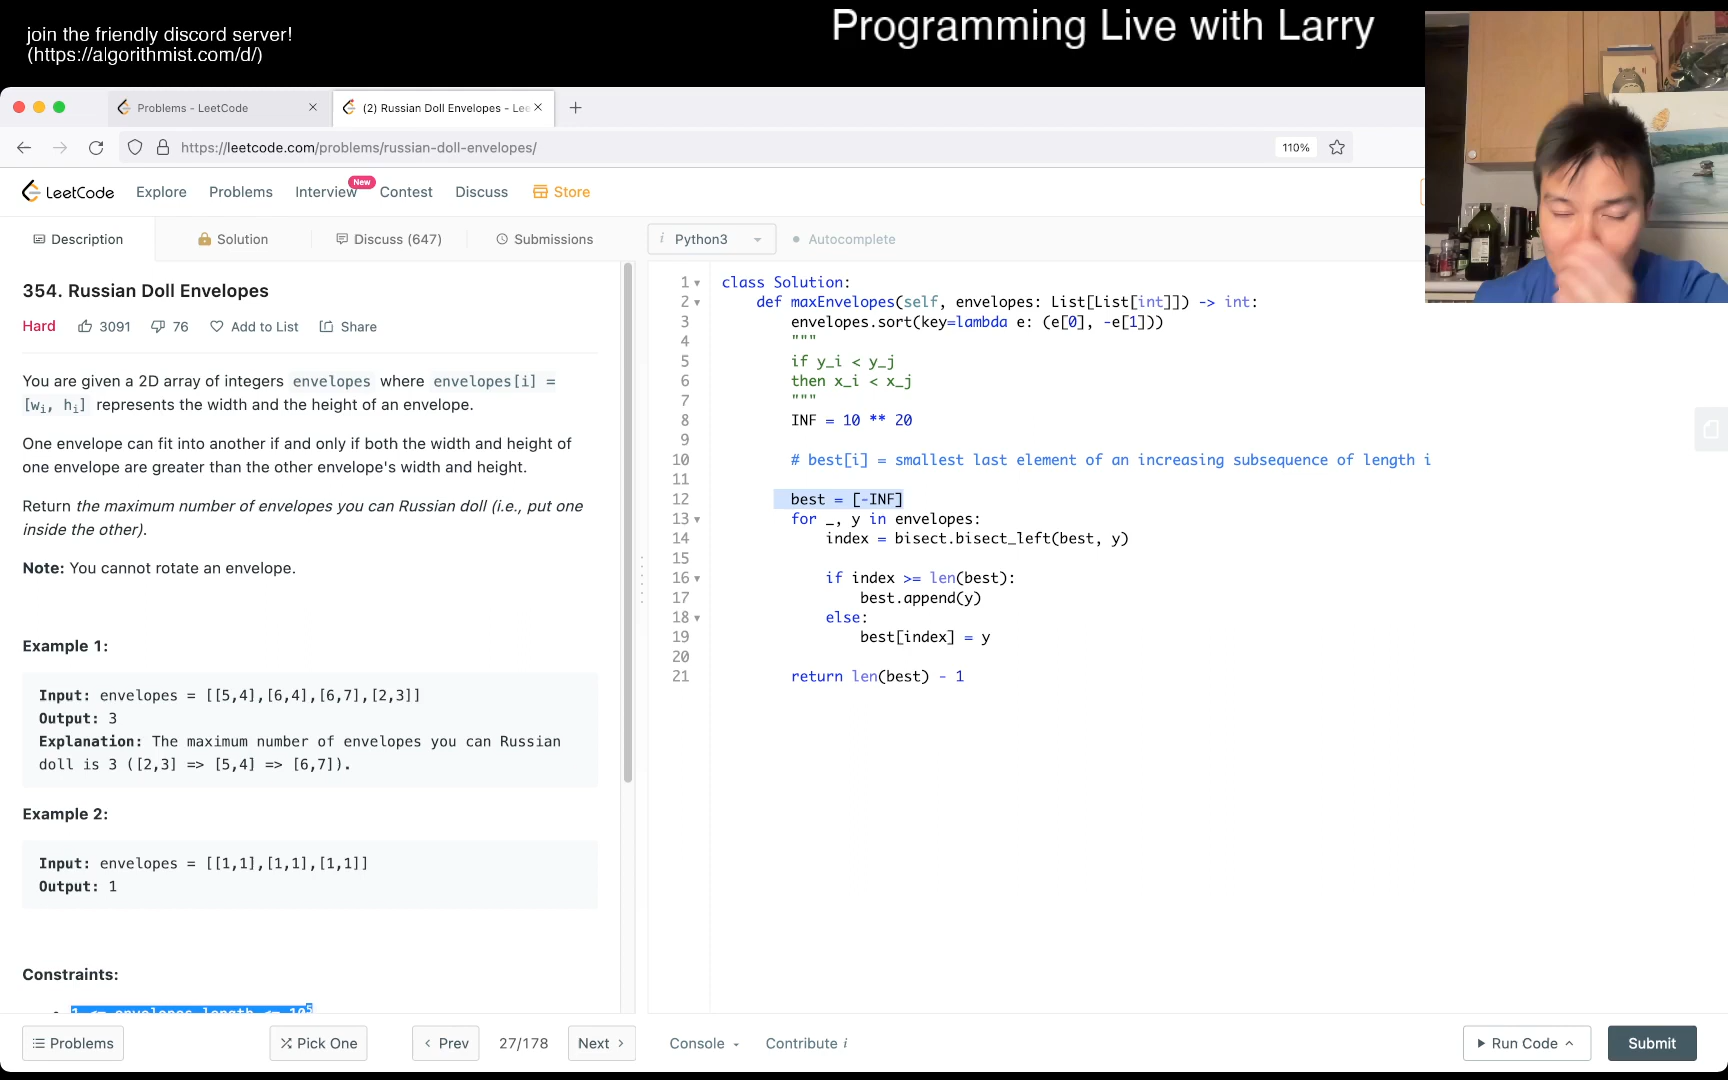 join the friendly discord server!
(https://algorithmist.com/d/)
Programming Live with Larry
Problems - LeetCode
(2) Russian Doll Envelopes - Lee
https://leetcode.com/problems/russian-doll-envelopes/
110%
LeetCode
Explore
Problems
Interview
New
Contest
Discuss
Store
Description
Solution
Discuss (647)
Submissions
i Python3
Autocomplete
354. Russian Doll Envelopes
Hard 3091 76 Add to List Share
You are given a 2D array of integers envelopes where envelopes[i] =
[wi, hi] represents the width and the height of an envelope.
One envelope can fit into another if and only if both the width and height of
one envelope are greater than the other envelope's width and height.
Return the maximum number of envelopes you can Russian doll (i.e., put one
inside the other).
Note: You cannot rotate an envelope.
Example 1:
Input: envelopes = [[5,4],[6,4],[6,7],[2,3]]
Output: 3
Explanation: The maximum number of envelopes you can Russian
doll is 3 ([2,3] => [5,4] => [6,7]).
Example 2:
Input: envelopes = [[1,1],[1,1],[1,1]]
Output: 1
Constraints:
1 <= envelopes.length <= 10^5
1 class Solution:
2 def maxEnvelopes(self, envelopes: List[List[int]]) -> int:
3 envelopes.sort(key=lambda e: (e[0], -e[1]))
4 """
5 if y_i < y_j
6 then x_i < x_j
7 """
8 INF = 10 ** 20
9
10 # best[i] = smallest last element of an increasing subsequence of length i
11
12 best = [-INF]
13 for _, y in envelopes:
14 index = bisect.bisect_left(best, y)
15
16 if index >= len(best):
17 best.append(y)
18 else:
19 best[index] = y
20
21 return len(best) - 1
Problems
Pick One
Prev
27/178
Next
Console
Contribute i
Run Code
Submit